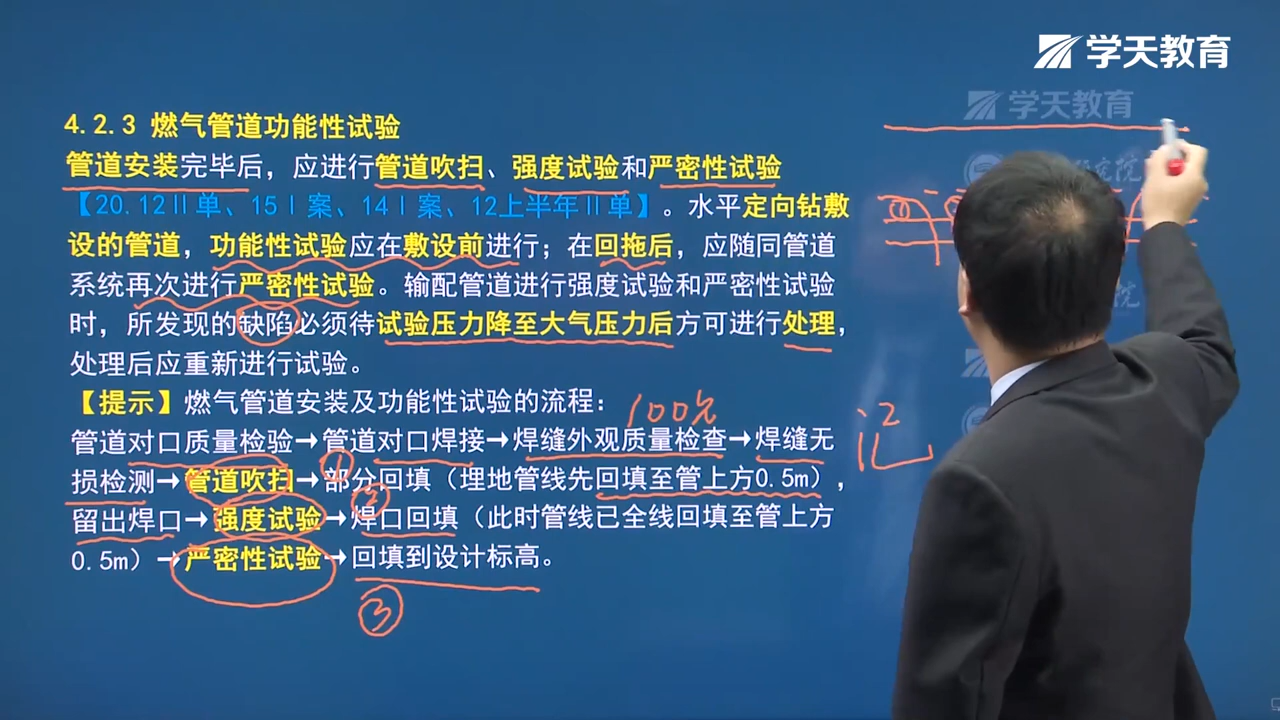 学天教育
学天教育
4.2.3 燃气管道功能性试验
管道安装完毕后，应进行管道吹扫、强度试验和严密性试验
【20.12Ⅱ单、15Ⅰ案、14Ⅰ案、12上半年Ⅱ单】。水平定向钻敷
设的管道，功能性试验应在敷设前进行；在回拖后，应随同管道
系统再次进行严密性试验。输配管道进行强度试验和严密性试验
时，所发现的缺陷必须待试验压力降至大气压力后方可进行处理，
处理后应重新进行试验。
【提示】燃气管道安装及功能性试验的流程：
100%
管道对口质量检验→管道对口焊接→焊缝外观质量检查→焊缝无
损检测→管道吹扫→部分回填（埋地管线先回填至管上方0.5m），
留出焊口→强度试验→焊口回填（此时管线已全线回填至管上方
0.5m）→严密性试验→回填到设计标高。
①
②
③
记
①
院
院